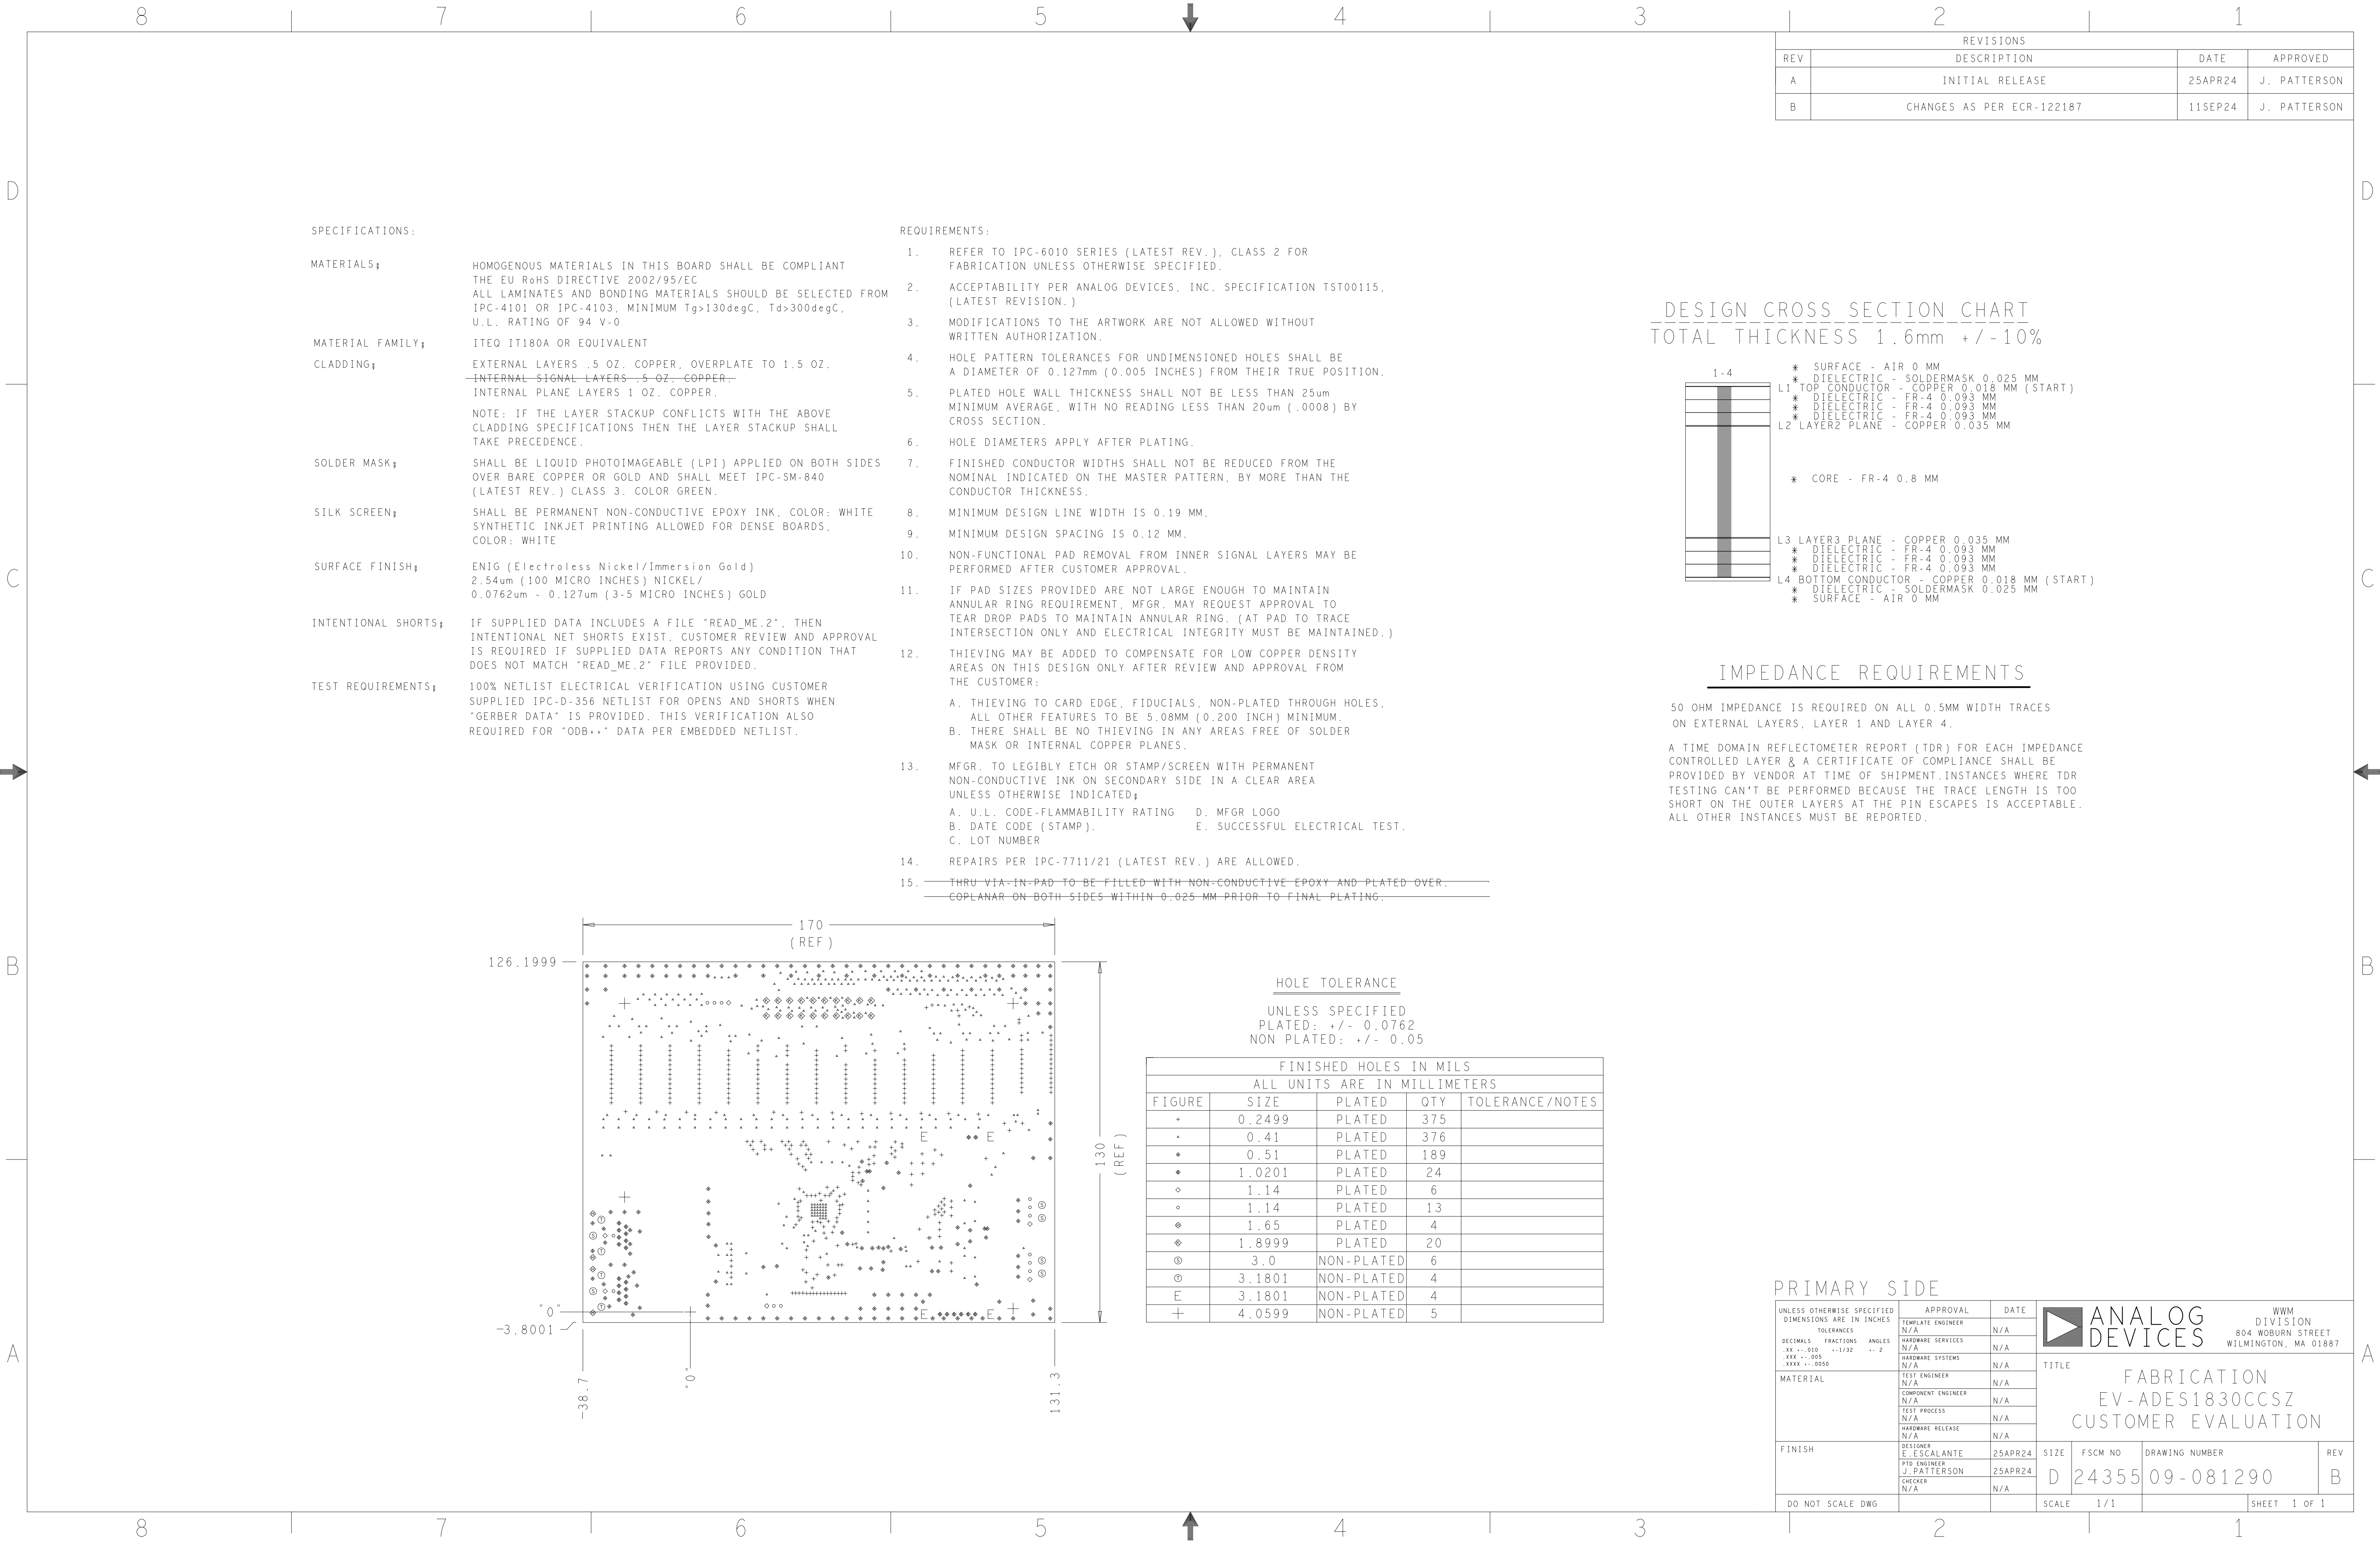 8 7 6 5 4 3 2 1
REVISIONS
REV DESCRIPTION DATE APPROVED
A INITIAL RELEASE 25APR24 J. PATTERSON
B CHANGES AS PER ECR-122187 11SEP24 J. PATTERSON
D D
C C
B B
A A
SPECIFICATIONS:
MATERIALS: HOMOGENOUS MATERIALS IN THIS BOARD SHALL BE COMPLIANT
THE EU RoHS DIRECTIVE 2002/95/EC
ALL LAMINATES AND BONDING MATERIALS SHOULD BE SELECTED FROM
IPC-4101 OR IPC-4103, MINIMUM Tg>130degC, Td>300degC,
U.L. RATING OF 94 V-0
MATERIAL FAMILY: ITEQ IT180A OR EQUIVALENT
CLADDING: EXTERNAL LAYERS .5 OZ. COPPER, OVERPLATE TO 1.5 OZ.
INTERNAL SIGNAL LAYERS .5 OZ. COPPER.
INTERNAL PLANE LAYERS 1 OZ. COPPER.
NOTE: IF THE LAYER STACKUP CONFLICTS WITH THE ABOVE
CLADDING SPECIFICATIONS THEN THE LAYER STACKUP SHALL
TAKE PRECEDENCE.
SOLDER MASK: SHALL BE LIQUID PHOTOIMAGEABLE (LPI) APPLIED ON BOTH SIDES
OVER BARE COPPER OR GOLD AND SHALL MEET IPC-SM-840
(LATEST REV.) CLASS 3. COLOR GREEN.
SILK SCREEN: SHALL BE PERMANENT NON-CONDUCTIVE EPOXY INK, COLOR: WHITE
SYNTHETIC INKJET PRINTING ALLOWED FOR DENSE BOARDS,
COLOR: WHITE
SURFACE FINISH: ENIG (Electroless Nickel/Immersion Gold)
2.54um (100 MICRO INCHES) NICKEL/
0.0762um - 0.127um (3-5 MICRO INCHES) GOLD
INTENTIONAL SHORTS: IF SUPPLIED DATA INCLUDES A FILE "READ_ME.2", THEN
INTENTIONAL NET SHORTS EXIST. CUSTOMER REVIEW AND APPROVAL
IS REQUIRED IF SUPPLIED DATA REPORTS ANY CONDITION THAT
DOES NOT MATCH "READ_ME.2" FILE PROVIDED.
TEST REQUIREMENTS: 100% NETLIST ELECTRICAL VERIFICATION USING CUSTOMER
SUPPLIED IPC-D-356 NETLIST FOR OPENS AND SHORTS WHEN
"GERBER DATA" IS PROVIDED. THIS VERIFICATION ALSO
REQUIRED FOR "ODB++" DATA PER EMBEDDED NETLIST.
REQUIREMENTS:
1. REFER TO IPC-6010 SERIES (LATEST REV.), CLASS 2 FOR
FABRICATION UNLESS OTHERWISE SPECIFIED.
2. ACCEPTABILITY PER ANALOG DEVICES, INC. SPECIFICATION TST00115,
(LATEST REVISION.)
3. MODIFICATIONS TO THE ARTWORK ARE NOT ALLOWED WITHOUT
WRITTEN AUTHORIZATION.
4. HOLE PATTERN TOLERANCES FOR UNDIMENSIONED HOLES SHALL BE
A DIAMETER OF 0.127mm (0.005 INCHES) FROM THEIR TRUE POSITION.
5. PLATED HOLE WALL THICKNESS SHALL NOT BE LESS THAN 25um
MINIMUM AVERAGE, WITH NO READING LESS THAN 20um (.0008) BY
CROSS SECTION.
6. HOLE DIAMETERS APPLY AFTER PLATING.
7. FINISHED CONDUCTOR WIDTHS SHALL NOT BE REDUCED FROM THE
NOMINAL INDICATED ON THE MASTER PATTERN, BY MORE THAN THE
CONDUCTOR THICKNESS.
8. MINIMUM DESIGN LINE WIDTH IS 0.19 MM.
9. MINIMUM DESIGN SPACING IS 0.12 MM.
10. NON-FUNCTIONAL PAD REMOVAL FROM INNER SIGNAL LAYERS MAY BE
PERFORMED AFTER CUSTOMER APPROVAL.
11. IF PAD SIZES PROVIDED ARE NOT LARGE ENOUGH TO MAINTAIN
ANNULAR RING REQUIREMENT, MFGR. MAY REQUEST APPROVAL TO
TEAR DROP PADS TO MAINTAIN ANNULAR RING. (AT PAD TO TRACE
INTERSECTION ONLY AND ELECTRICAL INTEGRITY MUST BE MAINTAINED.)
12. THIEVING MAY BE ADDED TO COMPENSATE FOR LOW COPPER DENSITY
AREAS ON THIS DESIGN ONLY AFTER REVIEW AND APPROVAL FROM
THE CUSTOMER:
A. THIEVING TO CARD EDGE, FIDUCIALS, NON-PLATED THROUGH HOLES,
ALL OTHER FEATURES TO BE 5.08MM (0.200 INCH) MINIMUM.
B. THERE SHALL BE NO THIEVING IN ANY AREAS FREE OF SOLDER
MASK OR INTERNAL COPPER PLANES.
13. MFGR. TO LEGIBLY ETCH OR STAMP/SCREEN WITH PERMANENT
NON-CONDUCTIVE INK ON SECONDARY SIDE IN A CLEAR AREA
UNLESS OTHERWISE INDICATED:
A. U.L. CODE-FLAMMABILITY RATING D. MFGR LOGO
B. DATE CODE (STAMP). E. SUCCESSFUL ELECTRICAL TEST.
C. LOT NUMBER
14. REPAIRS PER IPC-7711/21 (LATEST REV.) ARE ALLOWED.
15. THRU VIA-IN-PAD TO BE FILLED WITH NON-CONDUCTIVE EPOXY AND PLATED OVER.
COPLANAR ON BOTH SIDES WITHIN 0.025 MM PRIOR TO FINAL PLATING.
DESIGN CROSS SECTION CHART
TOTAL THICKNESS 1.6mm +/-10%
1-4
* SURFACE - AIR 0 MM
* DIELECTRIC - SOLDERMASK 0.025 MM
L1 TOP CONDUCTOR - COPPER 0.018 MM (START)
* DIELECTRIC - FR-4 0.093 MM
* DIELECTRIC - FR-4 0.093 MM
* DIELECTRIC - FR-4 0.093 MM
L2 LAYER2 PLANE - COPPER 0.035 MM
* CORE - FR-4 0.8 MM
L3 LAYER3 PLANE - COPPER 0.035 MM
* DIELECTRIC - FR-4 0.093 MM
* DIELECTRIC - FR-4 0.093 MM
* DIELECTRIC - FR-4 0.093 MM
L4 BOTTOM CONDUCTOR - COPPER 0.018 MM (START)
* DIELECTRIC - SOLDERMASK 0.025 MM
* SURFACE - AIR 0 MM
IMPEDANCE REQUIREMENTS
50 OHM IMPEDANCE IS REQUIRED ON ALL 0.5MM WIDTH TRACES
ON EXTERNAL LAYERS, LAYER 1 AND LAYER 4.
A TIME DOMAIN REFLECTOMETER REPORT (TDR) FOR EACH IMPEDANCE
CONTROLLED LAYER & A CERTIFICATE OF COMPLIANCE SHALL BE
PROVIDED BY VENDOR AT TIME OF SHIPMENT.INSTANCES WHERE TDR
TESTING CAN'T BE PERFORMED BECAUSE THE TRACE LENGTH IS TOO
SHORT ON THE OUTER LAYERS AT THE PIN ESCAPES IS ACCEPTABLE.
ALL OTHER INSTANCES MUST BE REPORTED.
170
(REF)
126.1999
130
(REF)
E E
S T
E E
"0"
-3.8001
-38.7
"0"
131.3
HOLE TOLERANCE
UNLESS SPECIFIED
PLATED: +/- 0.0762
NON PLATED: +/- 0.05
FINISHED HOLES IN MILS
ALL UNITS ARE IN MILLIMETERS
FIGURE SIZE PLATED QTY TOLERANCE/NOTES
+ 0.2499 PLATED 375
0.41 PLATED 376
0.51 PLATED 189
1.0201 PLATED 24
1.14 PLATED 6
1.14 PLATED 13
1.65 PLATED 4
1.8999 PLATED 20
S 3.0 NON-PLATED 6
T 3.1801 NON-PLATED 4
E 3.1801 NON-PLATED 4
+ 4.0599 NON-PLATED 5
PRIMARY SIDE
UNLESS OTHERWISE SPECIFIED
DIMENSIONS ARE IN INCHES
TOLERANCES
DECIMALS FRACTIONS ANGLES
.XX +-.010 +-1/32 +- 2
.XXX +-.005
.XXXX +-.0050
MATERIAL
FINISH
DO NOT SCALE DWG
APPROVAL DATE
TEMPLATE ENGINEER
N/A N/A
HARDWARE SERVICES
N/A N/A
HARDWARE SYSTEMS
N/A N/A
TEST ENGINEER
N/A N/A
COMPONENT ENGINEER
N/A N/A
TEST PROCESS
N/A N/A
HARDWARE RELEASE
N/A N/A
DESIGNER
E.ESCALANTE 25APR24
PTD ENGINEER
J.PATTERSON 25APR24
CHECKER
N/A N/A
ANALOG
DEVICES
WWM
DIVISION
804 WOBURN STREET
WILMINGTON, MA 01887
TITLE
FABRICATION
EV-ADES1830CCSZ
CUSTOMER EVALUATION
SIZE FSCM NO DRAWING NUMBER REV
D 24355 09-081290 B
SCALE 1/1 SHEET 1 OF 1
8 7 6 5 4 3 2 1